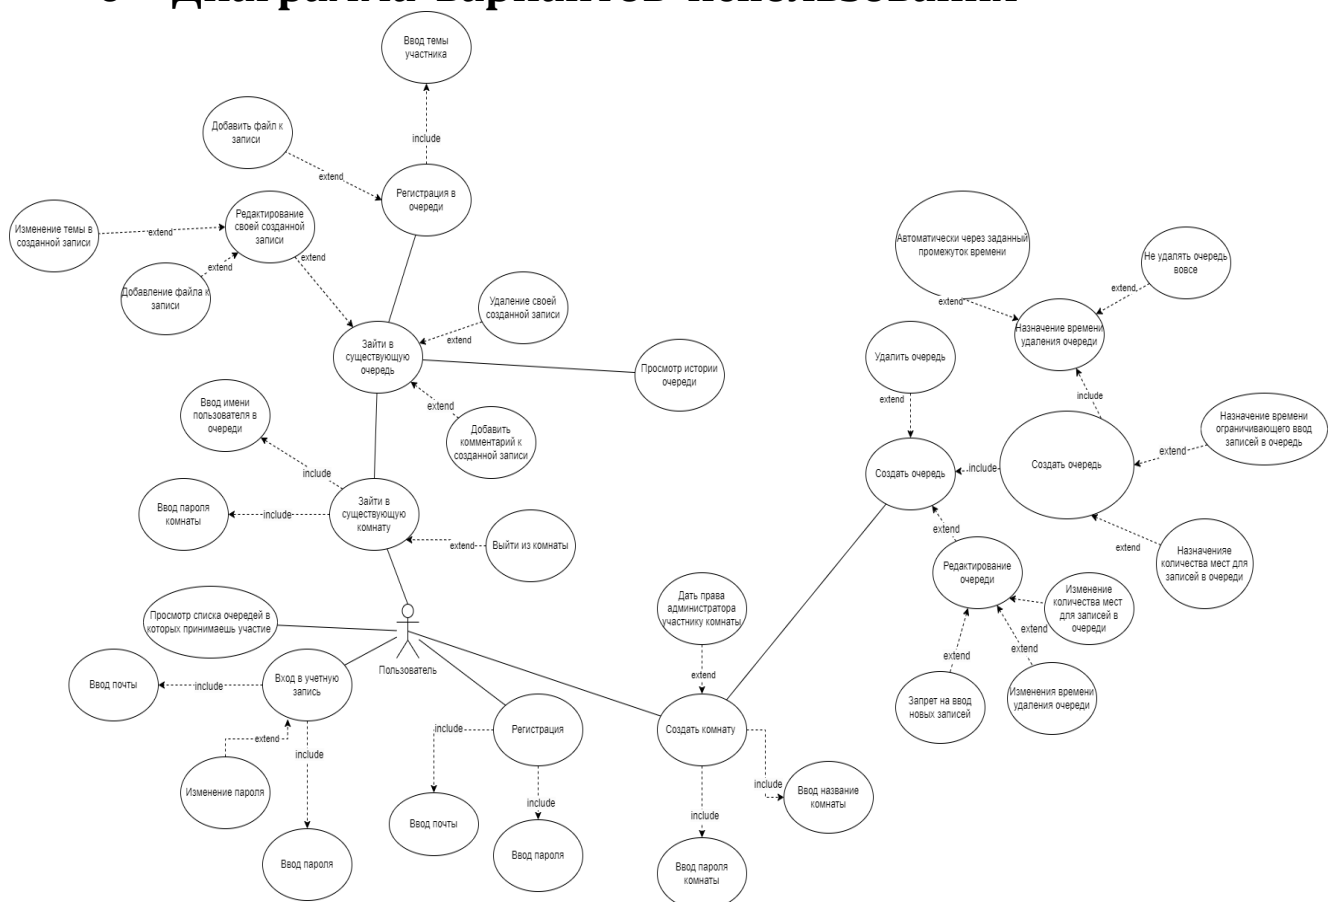 Диаграмма вариантов использования
Ввод темы
участника
include
Добавить файл к
записи
extend
Регистрация в
очереди
Изменение темы в
созданной записи
extend
Редактирование
своей созданной
записи
extend
Добавление файла к
записи
extend
Удаление своей
созданной записи
extend
Зайти в
существующую
очередь
Просмотр истории
очереди
extend
Добавить
комментарий к
созданной записи
Ввод имени
пользователя в
очереди
include
Ввод пароля
комнаты
include
Зайти в
существующую
комнату
extend
Выйти из комнаты
Просмотр списка очередей в
которых принимаешь участие
Пользователь
Ввод почты
include
Вход в учетную
запись
extend
include
Изменение пароля
Ввод пароля
Регистрация
include
include
Ввод почты
Ввод пароля
Дать права
администратора
участнику комнаты
extend
Создать комнату
include
Ввод название
комнаты
include
Ввод пароля
комнаты
Автоматически через заданный
промежуток времени
extend
Не удалять очередь
вовсе
extend
Назначение времени
удаления очереди
include
Удалить очередь
extend
Создать очередь
include
Создать очередь
Назначение времени
ограничивающего ввод
записей в очередь
extend
extend
Назначенияе
количества мест для
записей в очереди
extend
Редактирование
очереди
Изменение
количества мест
для записей в
очереди
extend
extend
extend
Запрет на ввод
новых записей
Изменения времени
удаления очереди